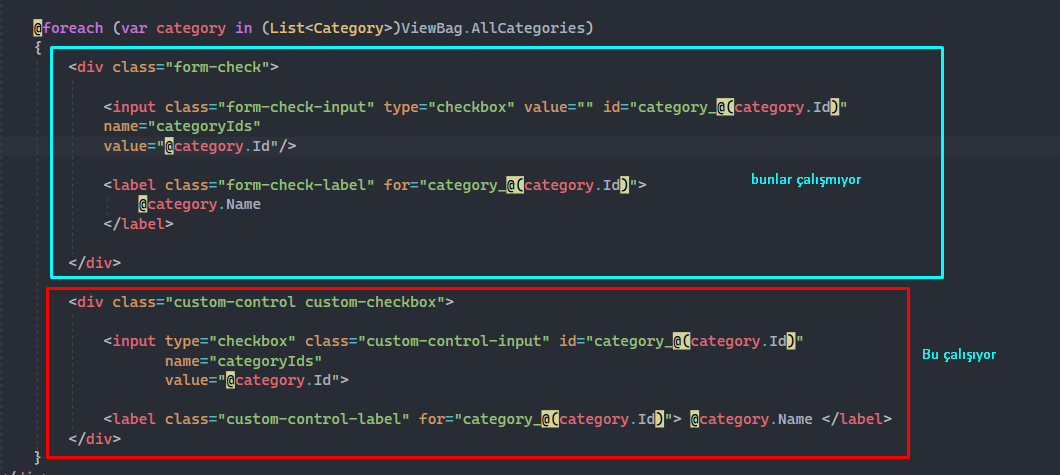 @foreach (var category in (List<Category>)ViewBag.AllCategories)
{
<div class="form-check">
<input class="form-check-input" type="checkbox" value="" id="category_@(category.Id)"
name="categoryIds"
value="@category.Id"/>
<label class="form-check-label" for="category_@(category.Id)">
@category.Name
</label>
</div>
bunlar çalışmıyor
<div class="custom-control custom-checkbox">
<input type="checkbox" class="custom-control-input" id="category_@(category.Id)"
name="categoryIds"
value="@category.Id">
<label class="custom-control-label" for="category_@(category.Id)"> @category.Name </label>
</div>
Bu çalışıyor
}